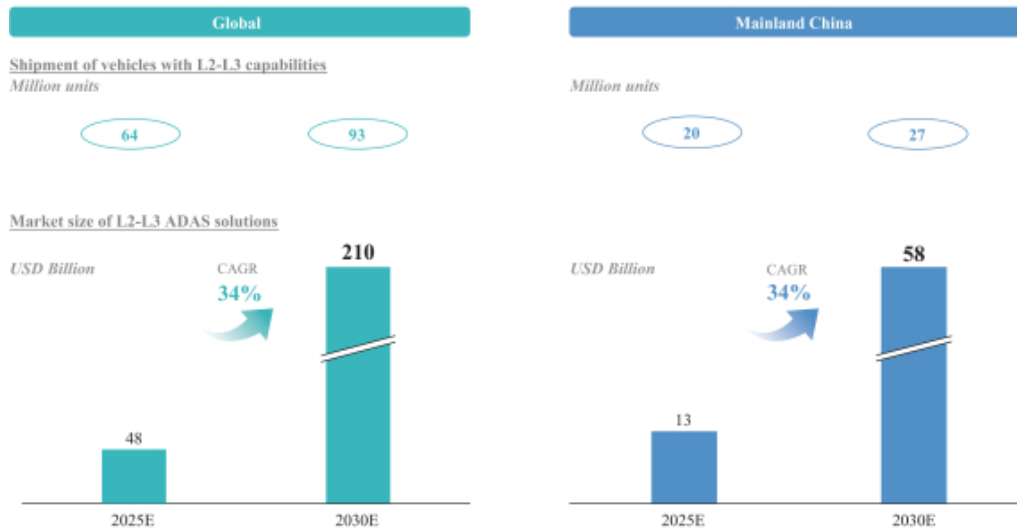 Global
Mainland China
Shipment of vehicles with L2-L3 capabilities
Million units
Million units
64
93
20
27
Market size of L2-L3 ADAS solutions
USD Billion
CAGR
34%
210
48
2025E
2030E
USD Billion
CAGR
34%
58
13
2025E
2030E